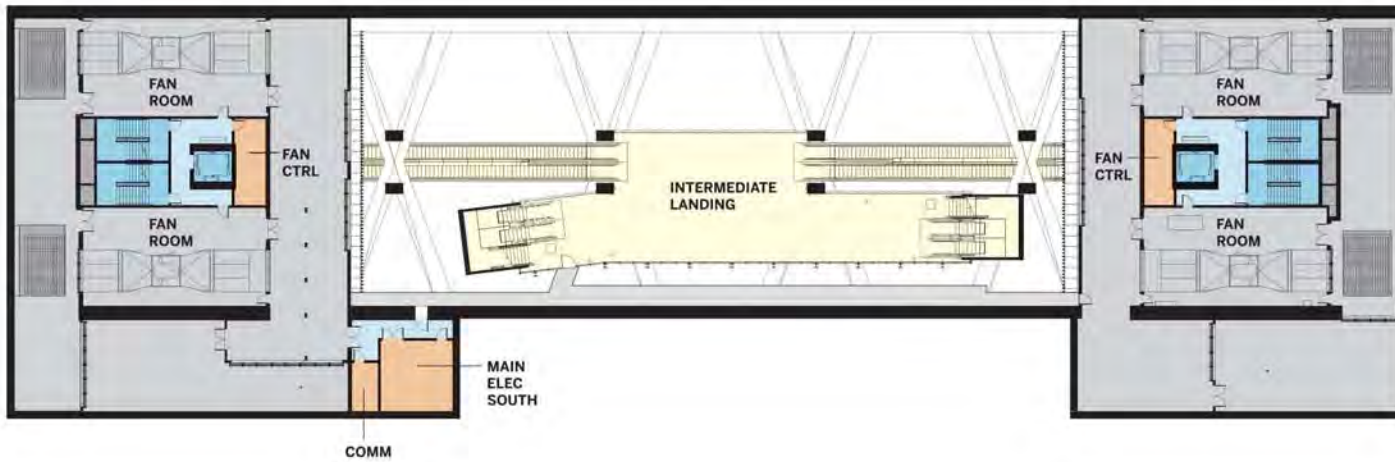 FAN
ROOM
FAN
ROOM
FAN
CTRL
FAN
CTRL
INTERMEDIATE
LANDING
FAN
ROOM
FAN
ROOM
MAIN
ELEC
SOUTH
COMM